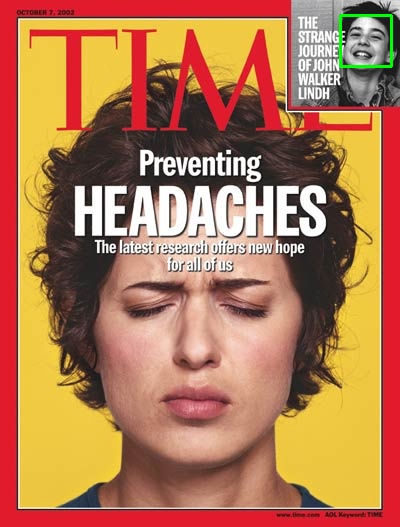 OCTOBER 7, 2002
THE
STRANGE
JOURNEY
OF JOHN
WALKER
LINDH
TIME
Preventing
HEADACHES
The latest research offers new hope
for all of us
www.time.com AOL Keyword: TIME